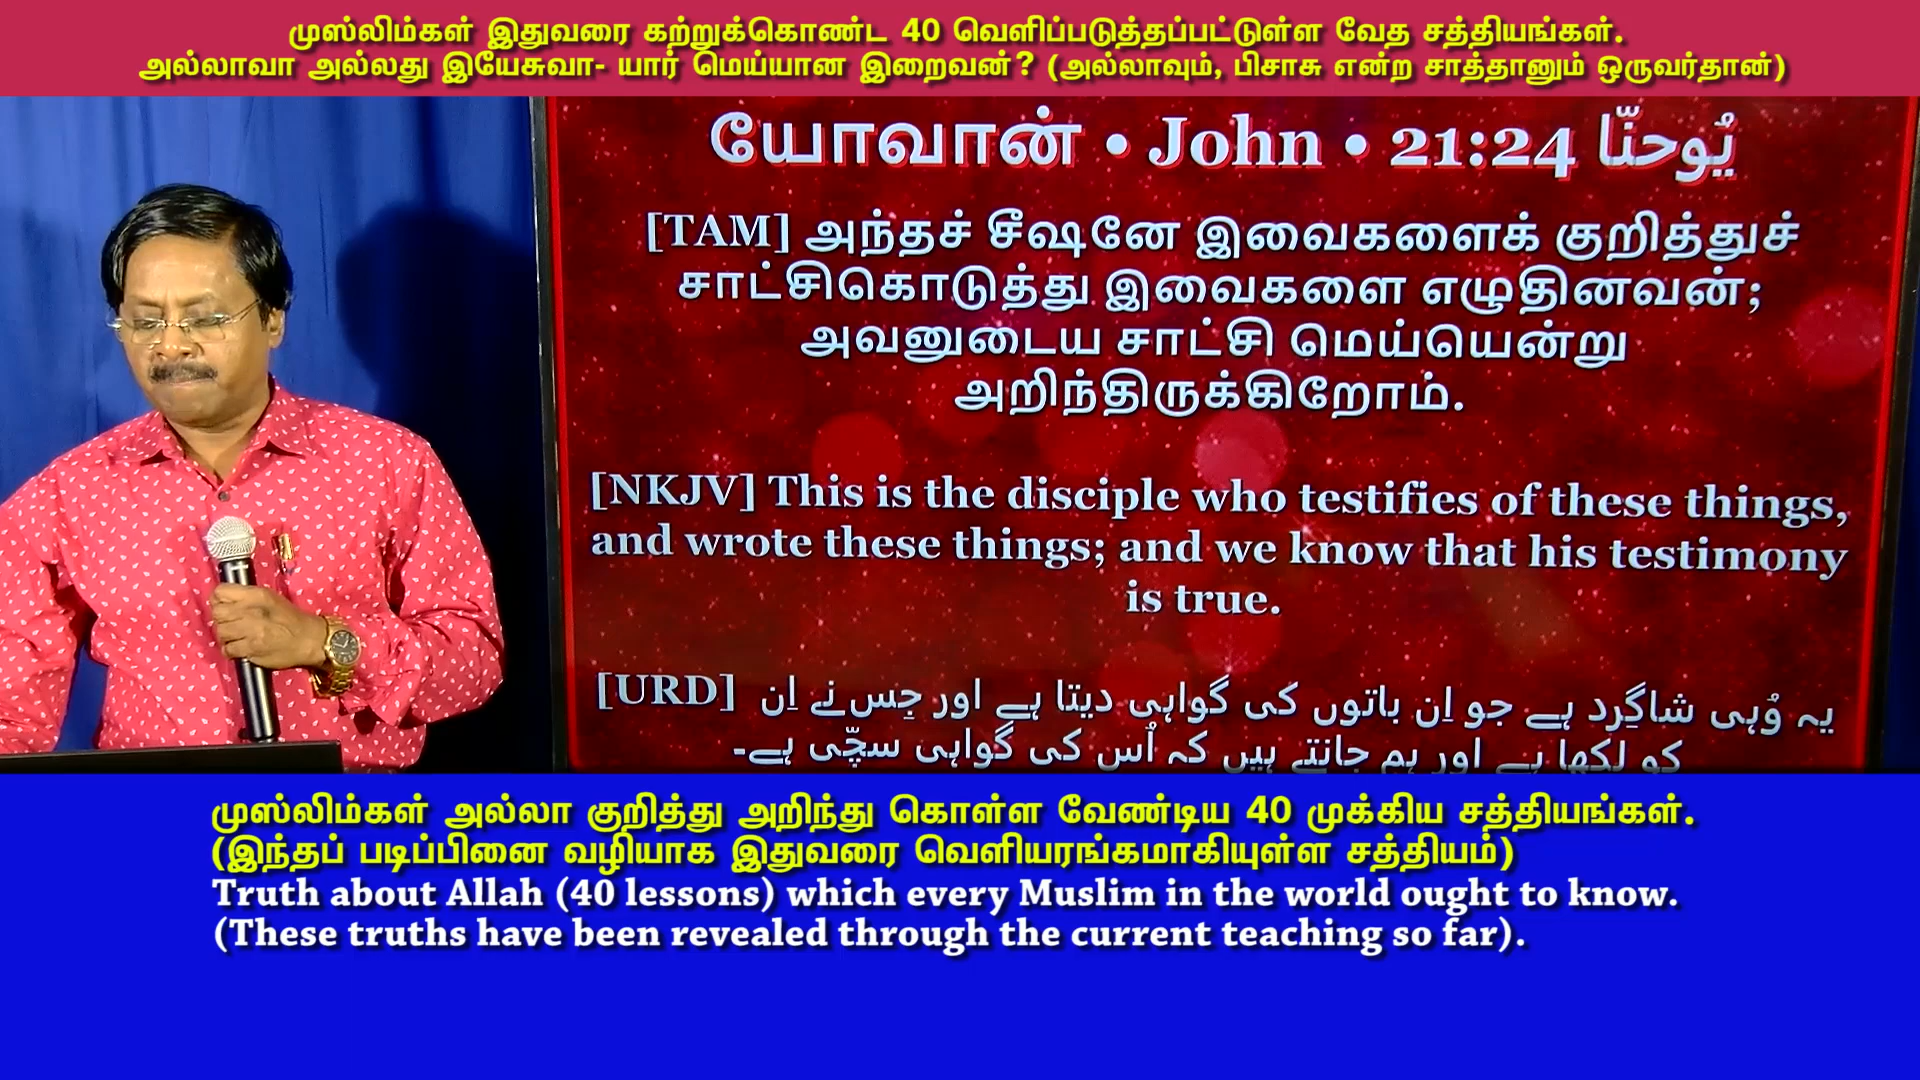 முஸ்லிம்கள் இதுவரை கற்றுக்கொண்ட 40 வெளிப்படுத்தப்பட்டுள்ள வேத சத்தியங்கள்.
அல்லாவா அல்லது இயேசுவா- யார் மெய்யான இறைவன்? (அல்லாவும், பிசாசு என்ற சாத்தானும் ஒருவர்தான்)
யோவான் • John • 21:24 یُوحنّا
[TAM] அந்தச் சீஷனே இவைகளைக் குறித்துச்
சாட்சிகொடுத்து இவைகளை எழுதினவன்;
அவனுடைய சாட்சி மெய்யென்று
அறிந்திருக்கிறோம்.
[NKJV] This is the disciple who testifies of these things,
and wrote these things; and we know that his testimony
is true.
[URD] یہ وُہی شاگِرد ہے جو اِن باتوں کی گواہی دیتا ہے اور جِس نے اِن
کو لِکھا ہے اور ہم جانتے ہیں کہ اُس کی گواہی سچّی ہے۔
முஸ்லிம்கள் அல்லா குறித்து அறிந்து கொள்ள வேண்டிய 40 முக்கிய சத்தியங்கள்.
(இந்தப் படிப்பினை வழியாக இதுவரை வெளியரங்கமாகியுள்ள சத்தியம்)
Truth about Allah (40 lessons) which every Muslim in the world ought to know.
(These truths have been revealed through the current teaching so far).